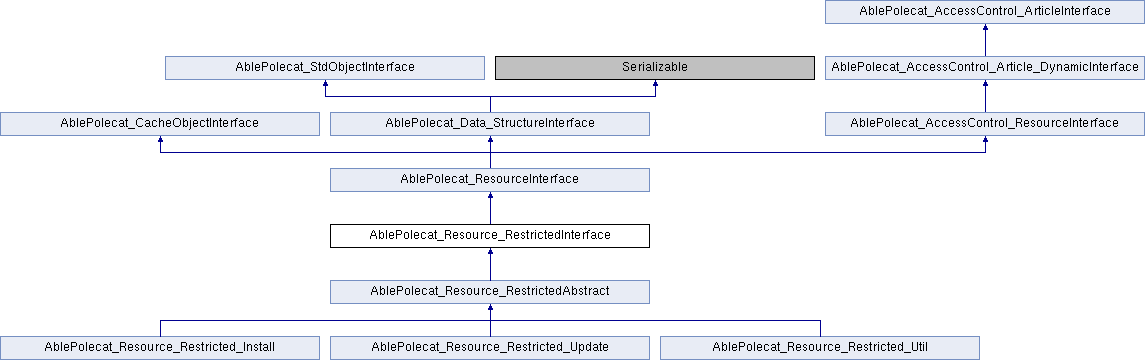 AblePolecat_AccessControl_ArticleInterface
AblePolecat_StdObjectInterface
Serializable
AblePolecat_AccessControl_Article_DynamicInterface
AblePolecat_CacheObjectInterface
AblePolecat_Data_StructureInterface
AblePolecat_AccessControl_ResourceInterface
AblePolecat_ResourceInterface
AblePolecat_Resource_RestrictedInterface
AblePolecat_Resource_RestrictedAbstract
AblePolecat_Resource_Restricted_Install
AblePolecat_Resource_Restricted_Update
AblePolecat_Resource_Restricted_Util